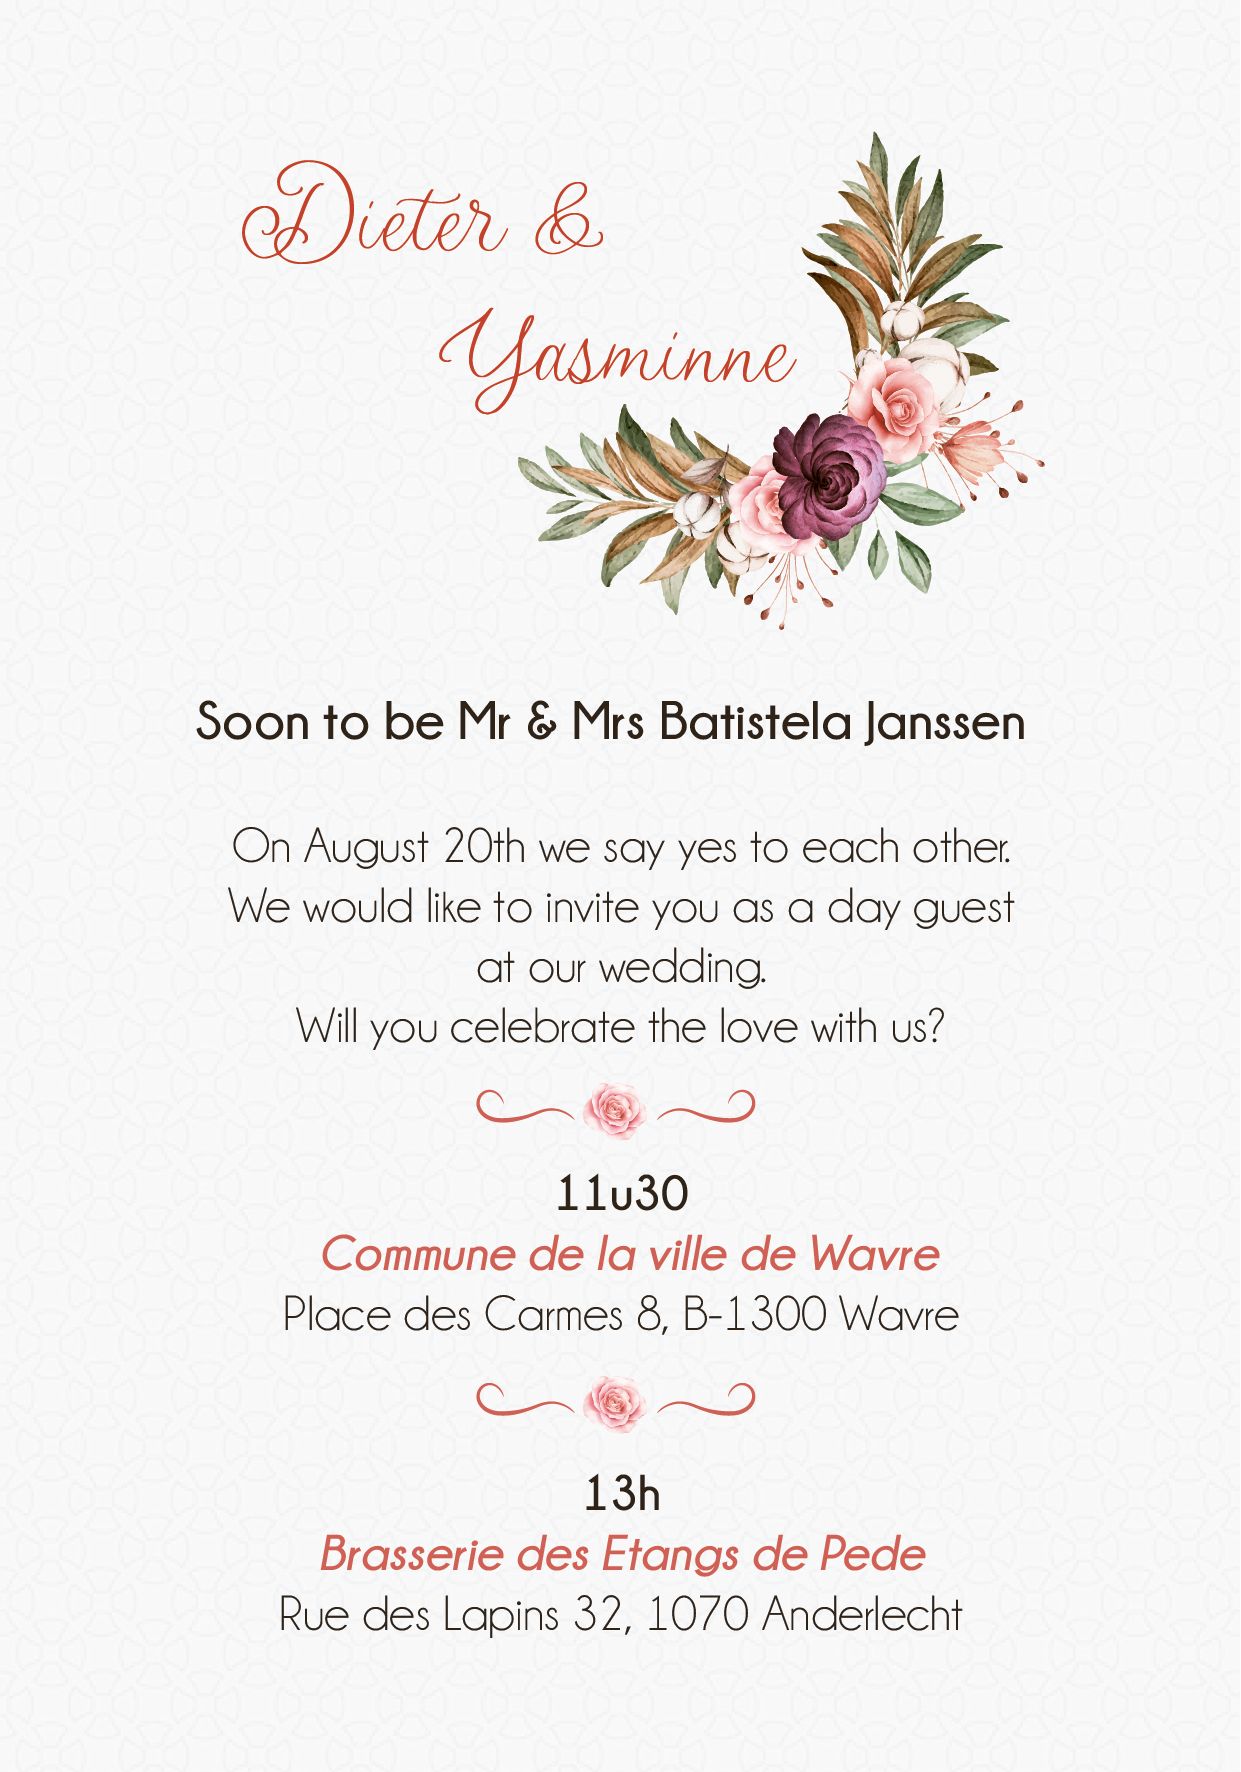 Dieter &
Yasminne
Soon to be Mr & Mrs Batistela Janssen
On August 20th we say yes to each other.
We would like to invite you as a day guest
at our wedding.
Will you celebrate the love with us?
11u30
Commune de la ville de Wavre
Place des Carmes 8, B-1300 Wavre
13h
Brasserie des Etangs de Pede
Rue des Lapins 32, 1070 Anderlecht